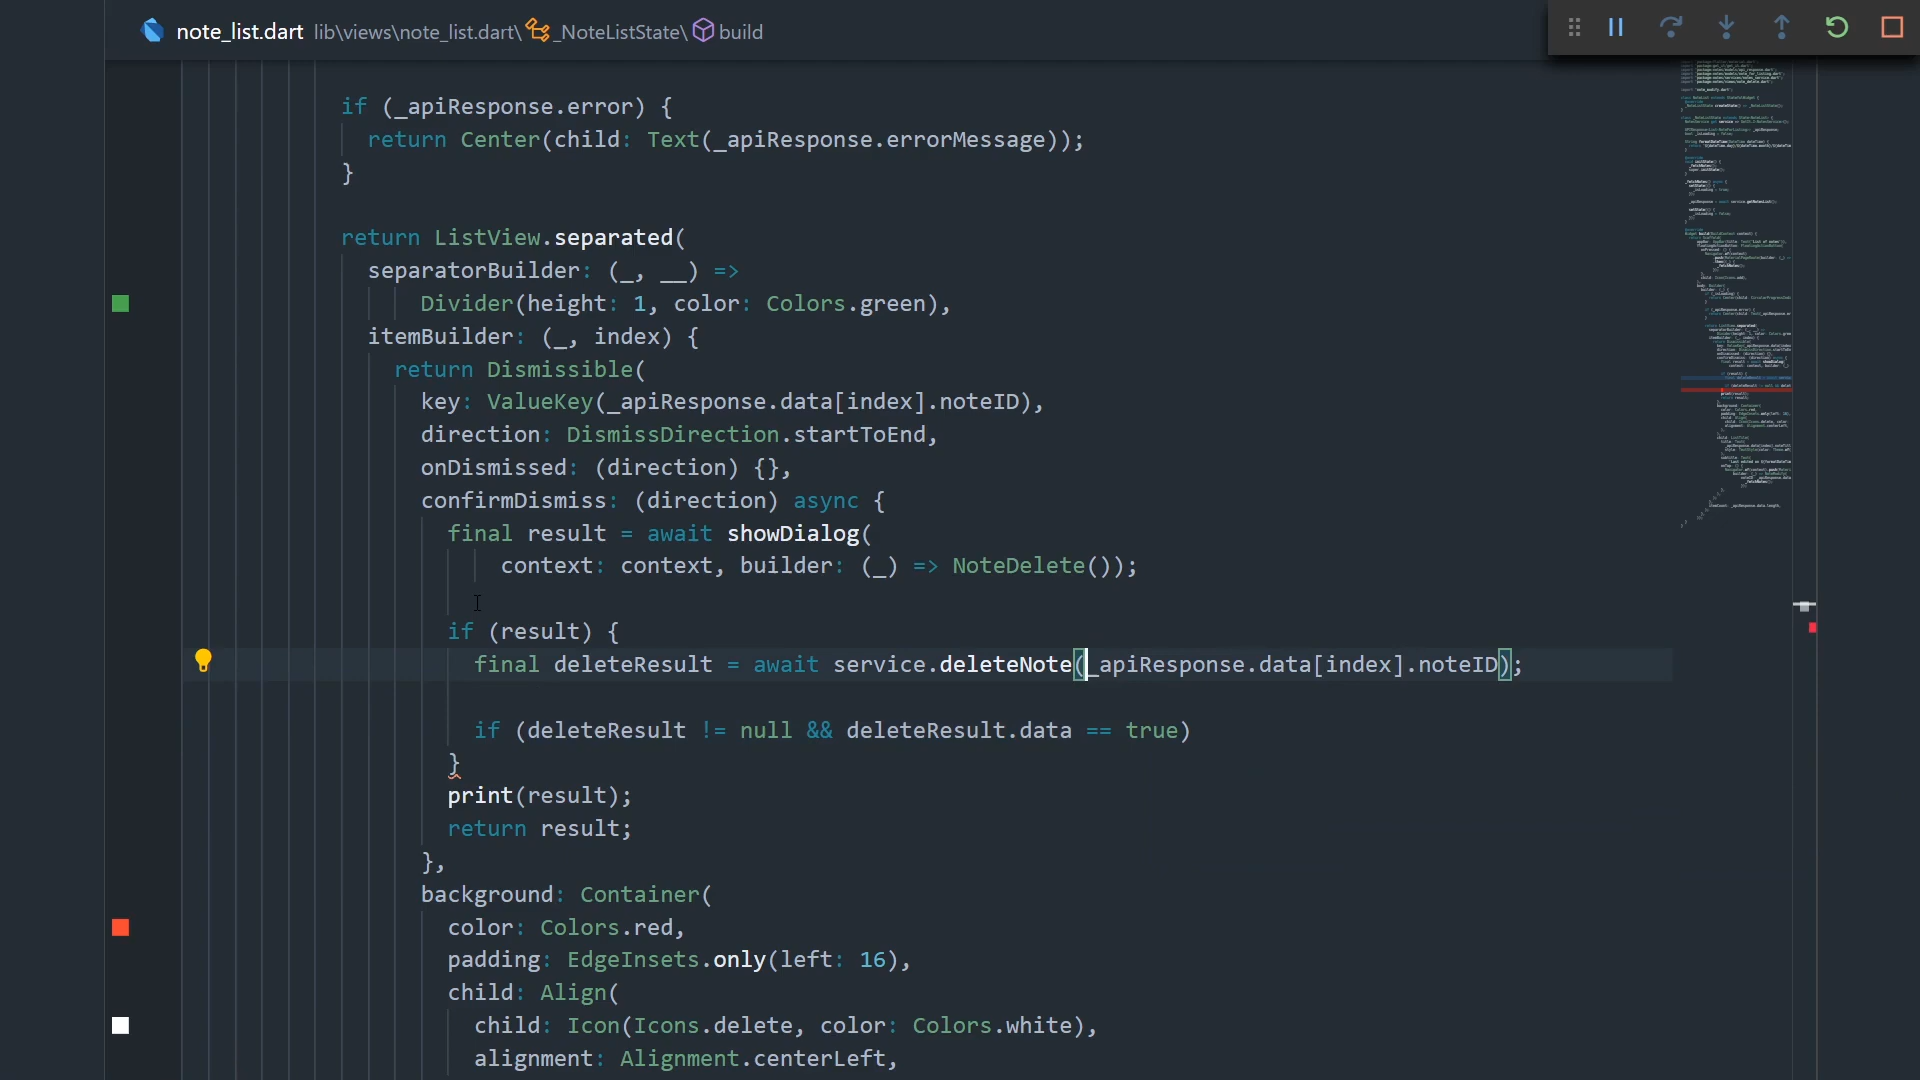 note_list.dart lib\views\note_list.dart\ _NoteListState\ build
if (_apiResponse.error) {
return Center(child: Text(_apiResponse.errorMessage));
}
return ListView.separated(
separatorBuilder: (_, __) =>
Divider(height: 1, color: Colors.green),
itemBuilder: (_, index) {
return Dismissible(
key: ValueKey(_apiResponse.data[index].noteID),
direction: DismissDirection.startToEnd,
onDismissed: (direction) {},
confirmDismiss: (direction) async {
final result = await showDialog(
context: context, builder: (_) => NoteDelete());
if (result) {
final deleteResult = await service.deleteNote(_apiResponse.data[index].noteID);
if (deleteResult != null && deleteResult.data == true)
}
print(result);
return result;
},
background: Container(
color: Colors.red,
padding: EdgeInsets.only(left: 16),
child: Align(
child: Icon(Icons.delete, color: Colors.white),
alignment: Alignment.centerLeft,